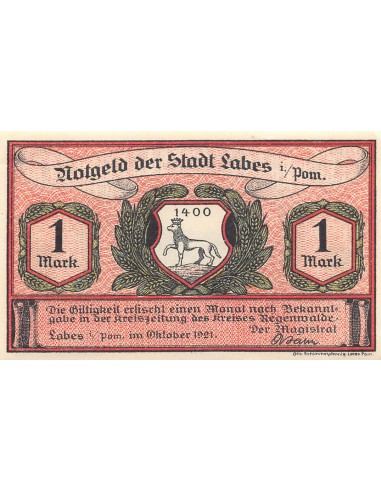 Notgeld der Stadt Labes i/Pom.
1400
1
Mark
1
Mark
Die Gültigkeit erlischt einen Monat nach Bekannt-
gabe in der Kreiszeitung des Kreises Regenwalde.
Labes i/ Pom. im Oktober 1921. Der Magistrat